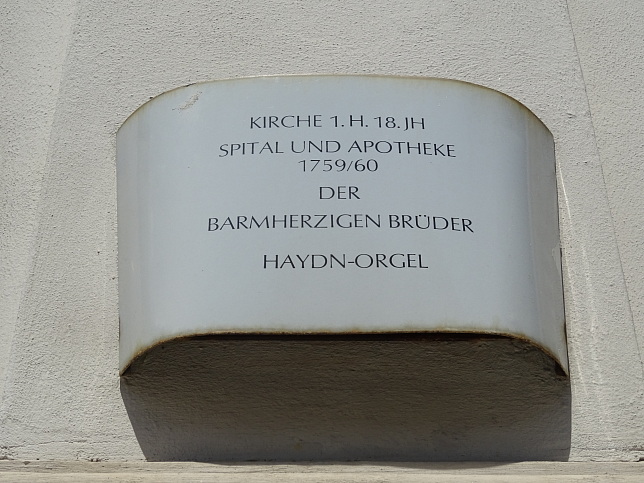 KIRCHE 1. H. 18. JH
SPITAL UND APOTHEKE
1759/60
DER
BARMHERZIGEN BRÜDER
HAYDN-ORGEL